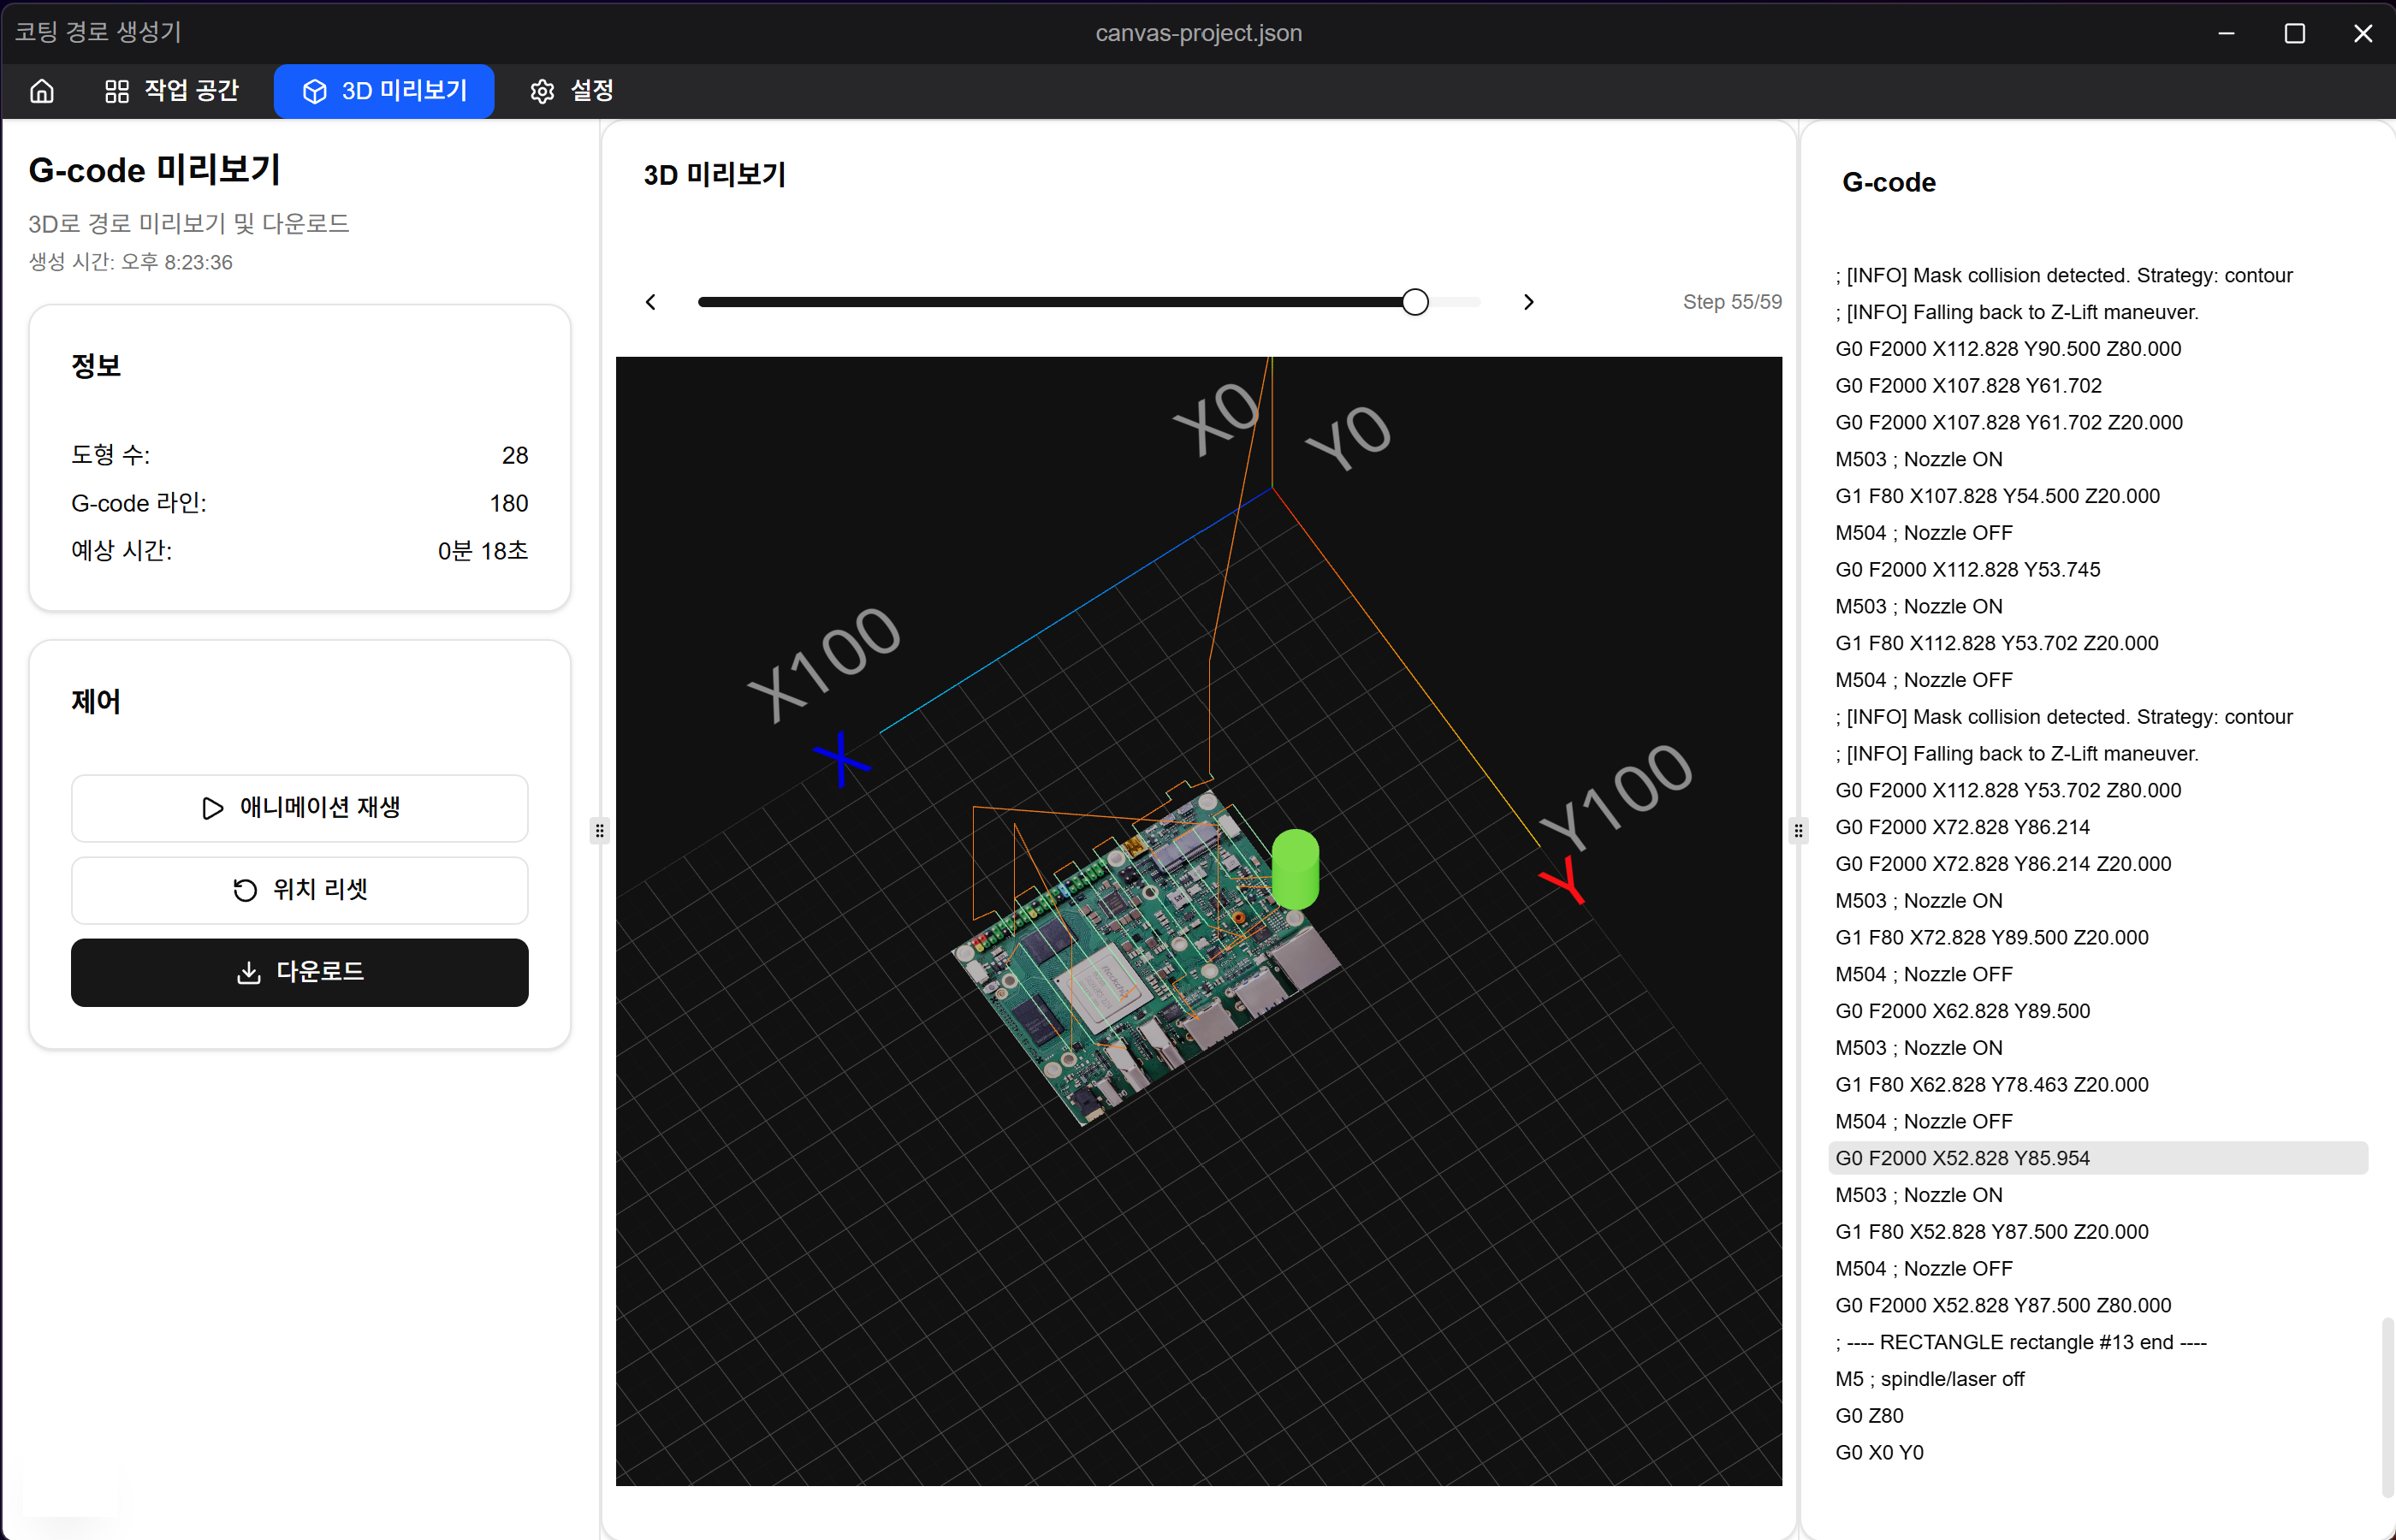 코팅 경로 생성기
canvas-project.json
작업 공간
3D 미리보기
설정
G-code 미리보기
3D로 경로 미리보기 및 다운로드
생성 시간: 오후 8:23:36
정보
도형 수: 28
G-code 라인: 180
예상 시간: 0분 18초
제어
애니메이션 재생
위치 리셋
다운로드
3D 미리보기
Step 55/59
X0
Y0
X100
X
Y100
Y
G-code
; [INFO] Mask collision detected. Strategy: contour
; [INFO] Falling back to Z-Lift maneuver.
G0 F2000 X112.828 Y90.500 Z80.000
G0 F2000 X107.828 Y61.702
G0 F2000 X107.828 Y61.702 Z20.000
M503 ; Nozzle ON
G1 F80 X107.828 Y54.500 Z20.000
M504 ; Nozzle OFF
G0 F2000 X112.828 Y53.745
M503 ; Nozzle ON
G1 F80 X112.828 Y53.702 Z20.000
M504 ; Nozzle OFF
; [INFO] Mask collision detected. Strategy: contour
; [INFO] Falling back to Z-Lift maneuver.
G0 F2000 X112.828 Y53.702 Z80.000
G0 F2000 X72.828 Y86.214
G0 F2000 X72.828 Y86.214 Z20.000
M503 ; Nozzle ON
G1 F80 X72.828 Y89.500 Z20.000
M504 ; Nozzle OFF
G0 F2000 X62.828 Y89.500
M503 ; Nozzle ON
G1 F80 X62.828 Y78.463 Z20.000
M504 ; Nozzle OFF
G0 F2000 X52.828 Y85.954
M503 ; Nozzle ON
G1 F80 X52.828 Y87.500 Z20.000
M504 ; Nozzle OFF
G0 F2000 X52.828 Y87.500 Z80.000
; ---- RECTANGLE rectangle #13 end ----
M5 ; spindle/laser off
G0 Z80
G0 X0 Y0